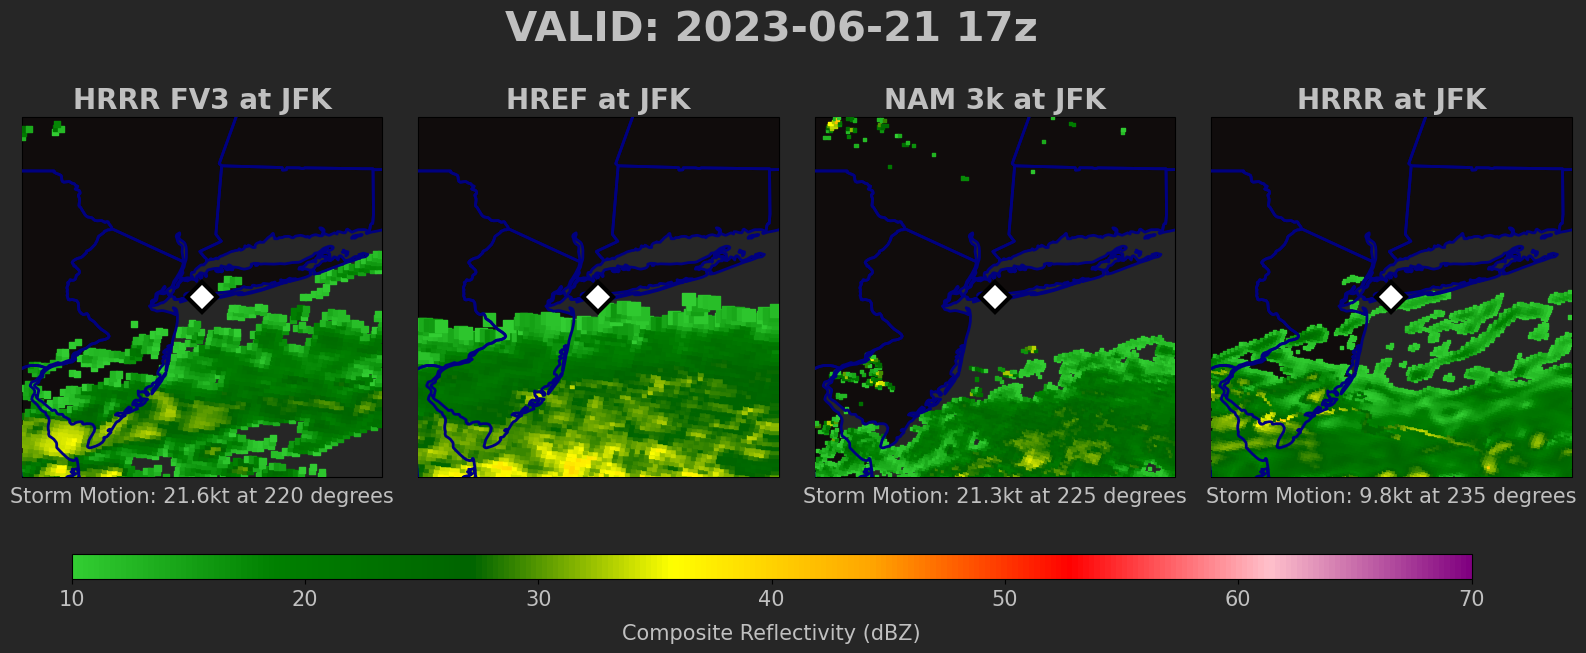 VALID: 2023-06-21 17z
HRRR FV3 at JFK
HREF at JFK
NAM 3k at JFK
HRRR at JFK
Storm Motion: 21.6kt at 220 degrees
Storm Motion: 21.3kt at 225 degrees
Storm Motion: 9.8kt at 235 degrees
10 20 30 40 50 60 70
Composite Reflectivity (dBZ)